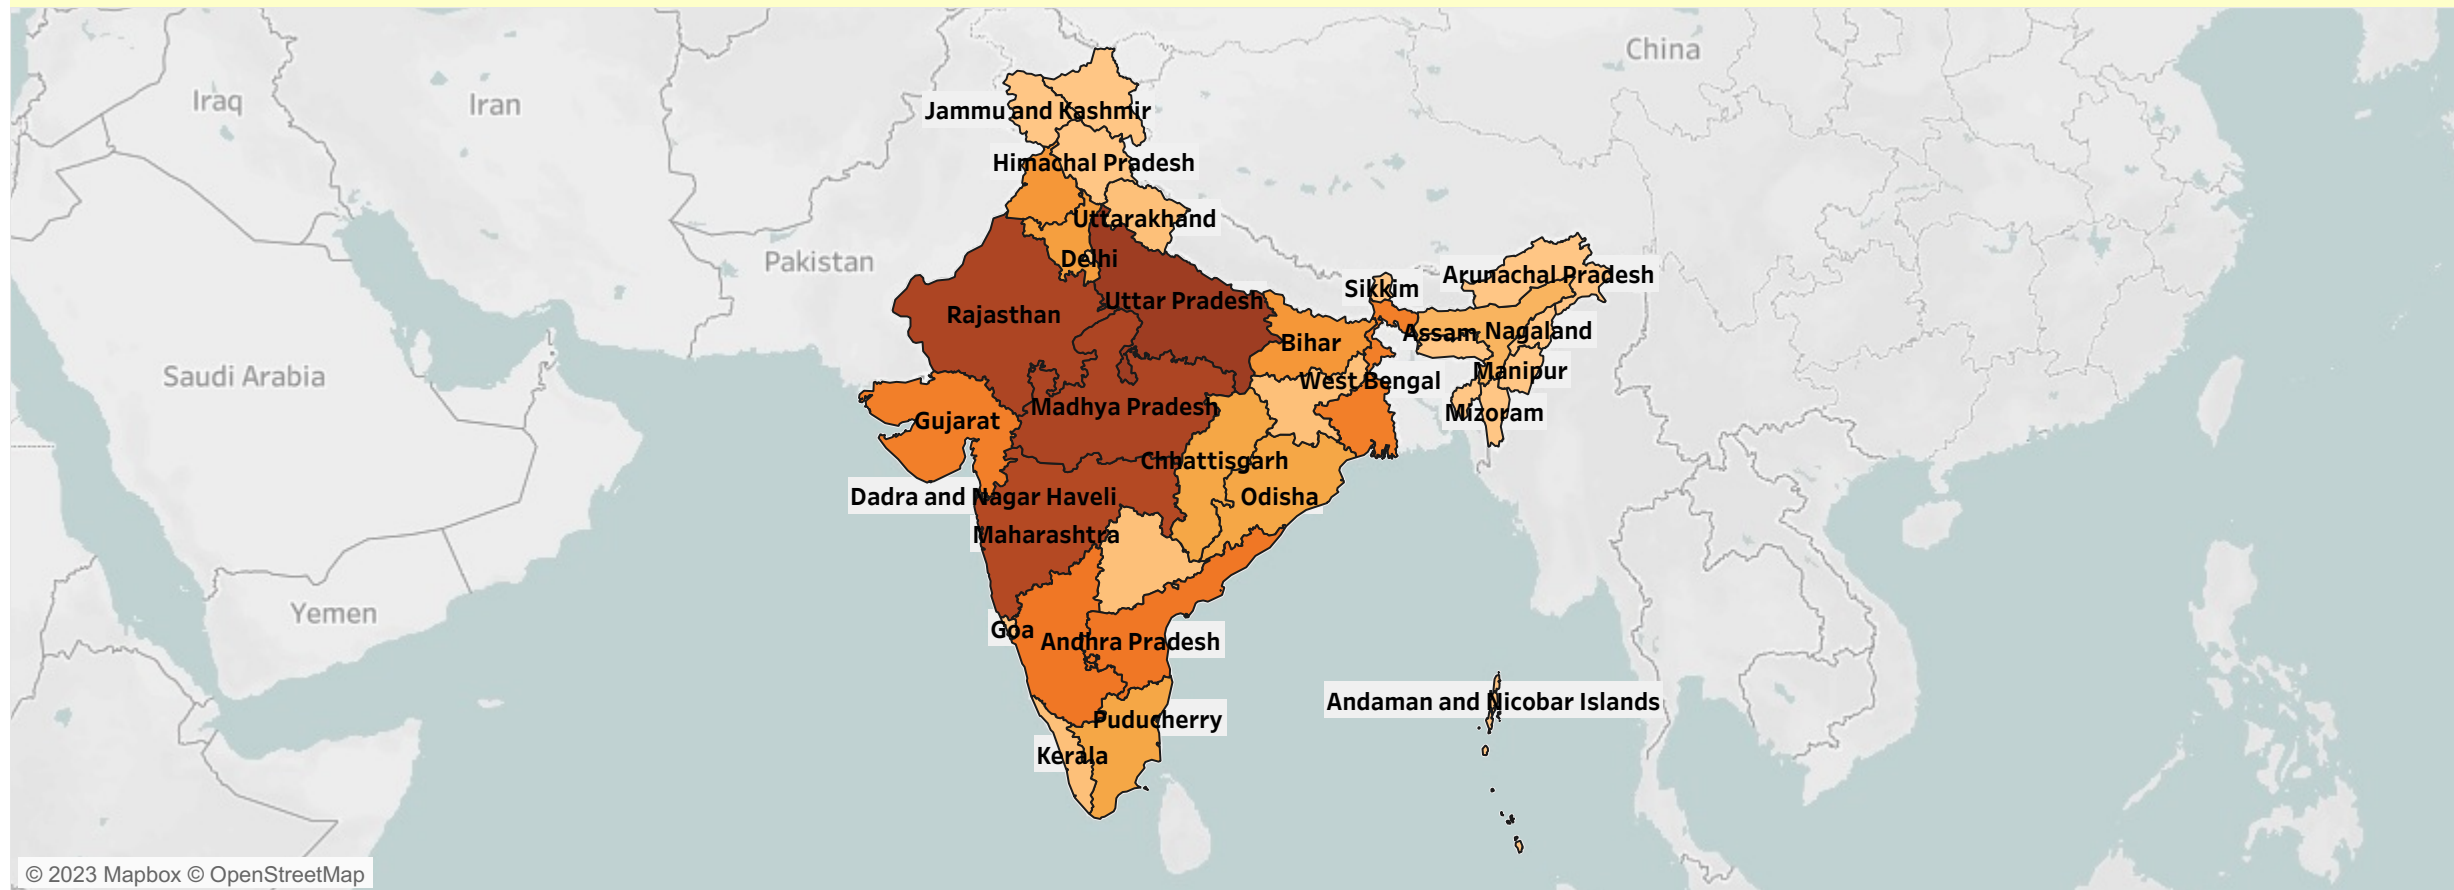 China
Iraq
Iran
Jammu and Kashmir
Himachal Pradesh
Uttarakhand
Pakistan
Delhi
Arunachal Pradesh
Sikkim
Uttar Pradesh
Rajasthan
Assam
Nagaland
Bihar
Manipur
Saudi Arabia
West Bengal
Madhya Pradesh
Mizoram
Gujarat
Chhattisgarh
Dadra and Nagar Haveli
Odisha
Maharashtra
Yemen
Goa
Andhra Pradesh
Andaman and Nicobar Islands
Puducherry
Kerala
© 2023 Mapbox © OpenStreetMap